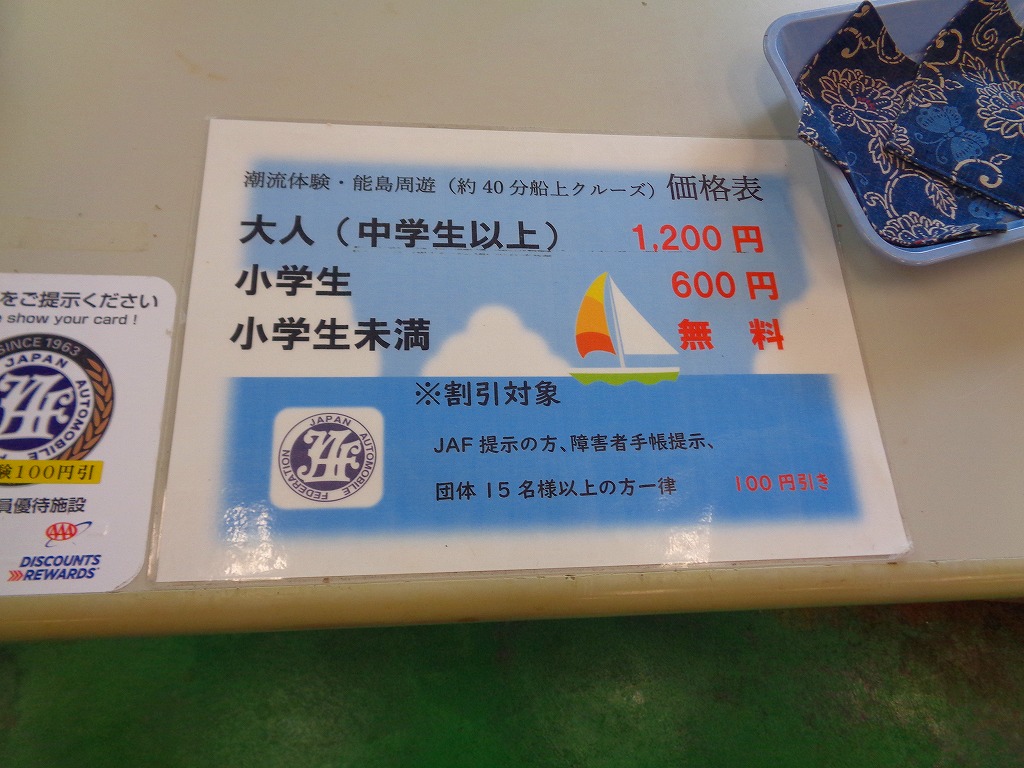 潮流体験・能島周遊（約40分船上クルーズ）価格表
大人（中学生以上） 1,200円
小学生 600円
小学生未満 無 料
※割引対象
JAF提示の方、障害者手帳提示、
団体15名様以上の方一律 100円引き
JAPAN AUTOMOBILE FEDERATION
JAF
をご提示ください
show your card !
SINCE 1963
JAPAN AUTOMOBILE
JAF
験100円引
員優待施設
AAA
DISCOUNTS
REWARDS